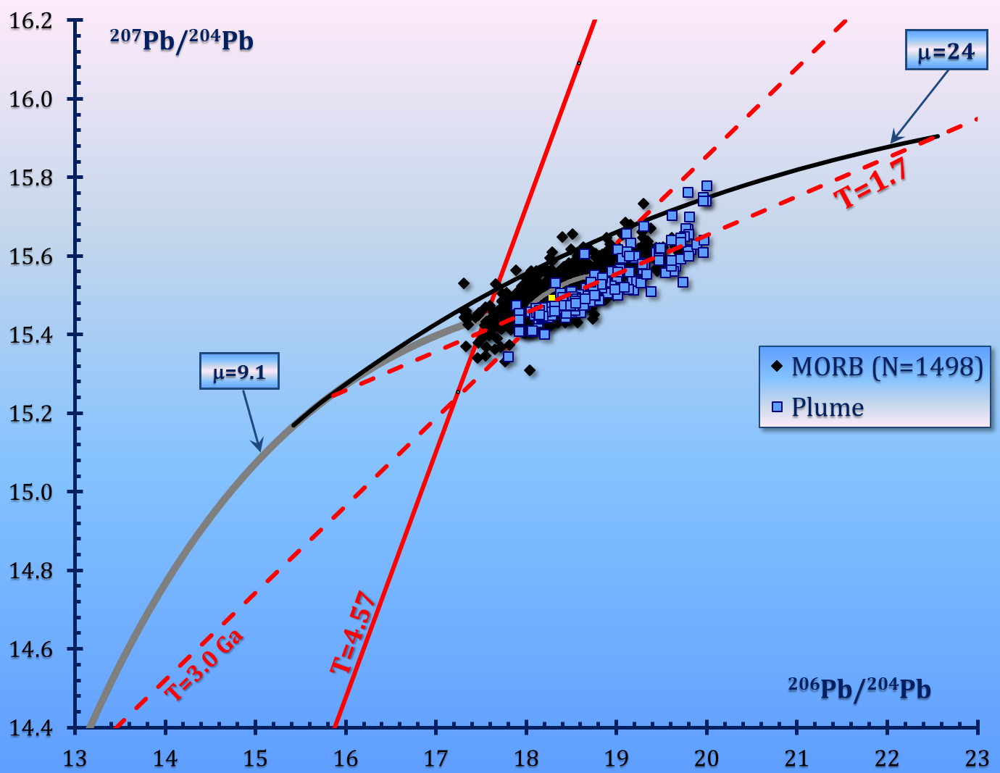 16.2
16.0
15.8
15.6
15.4
15.2
15.0
14.8
14.6
14.4
²⁰⁷Pb/²⁰⁴Pb
μ=24
T=1.7
μ=9.1
MORB (N=1498)
Plume
T=4.57
T=3.0 Ga
²⁰⁶Pb/²⁰⁴Pb
13 14 15 16 17 18 19 20 21 22 23